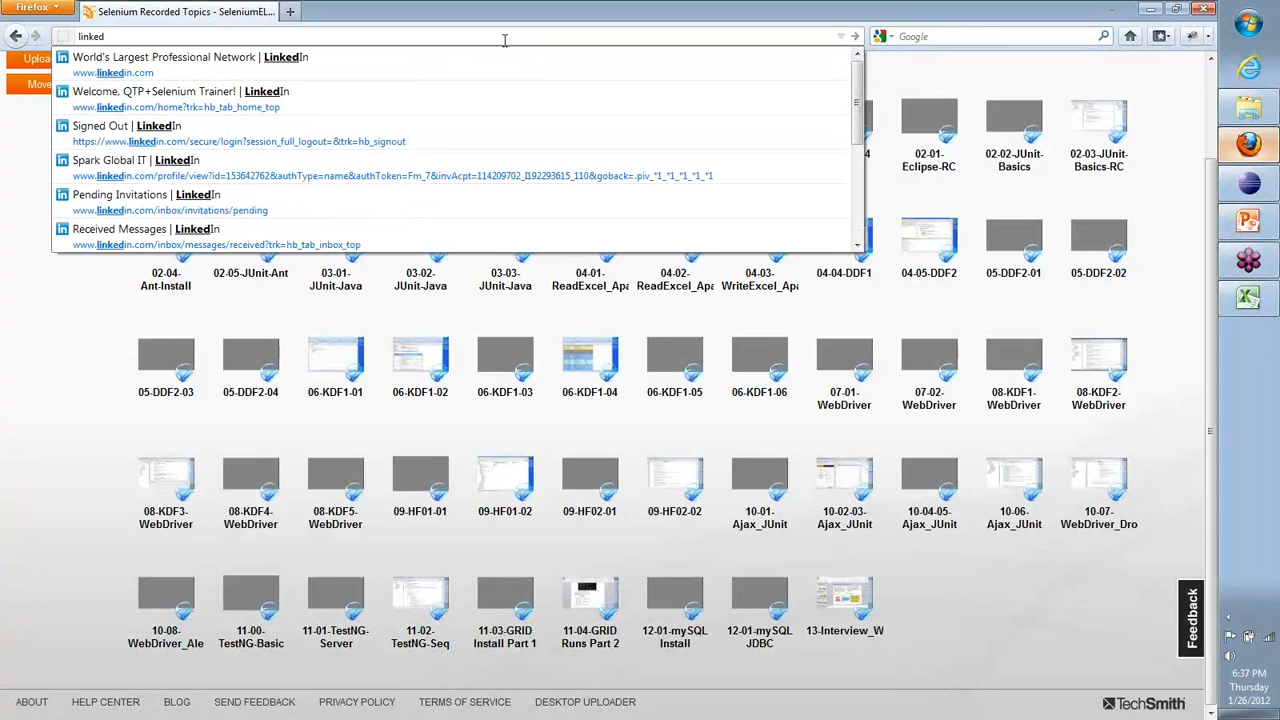 Firefox
Selenium Recorded Topics - SeleniumEL...
linked
Google
World's Largest Professional Network | LinkedIn
www.linkedin.com
Welcome, QTP+Selenium Trainer! | LinkedIn
www.linkedin.com/home?trk=hb_tab_home_top
Signed Out | LinkedIn
https://www.linkedin.com/secure/login?session_full_logout=&trk=hb_signout
Spark Global IT | LinkedIn
www.linkedin.com/profile/view?id=153642762&authType=name&authToken=Fm_7&invAcpt=114209702_I192293615_110&goback=.piv_*1_*1_*1_*1_*1
Pending Invitations | LinkedIn
www.linkedin.com/inbox/invitations/pending
Received Messages | LinkedIn
www.linkedin.com/inbox/messages/received?trk=hb_tab_inbox_top
Uploa
Move
4 02-01- 02-02-JUnit- 02-03-JUnit-
Eclipse-RC Basics Basics-RC
02-04- 02-05-JUnit-Ant 03-01- 03-02- 03-03- 04-01- 04-02- 04-03- 04-04-DDF1 04-05-DDF2 05-DDF2-01 05-DDF2-02
Ant-Install JUnit-Java JUnit-Java JUnit-Java ReadExcel_Apa ReadExcel_Apa WriteExcel_Apa
05-DDF2-03 05-DDF2-04 06-KDF1-01 06-KDF1-02 06-KDF1-03 06-KDF1-04 06-KDF1-05 06-KDF1-06 07-01- 07-02- 08-KDF1- 08-KDF2-
WebDriver WebDriver WebDriver WebDriver
08-KDF3- 08-KDF4- 08-KDF5- 09-HF01-01 09-HF01-02 09-HF02-01 09-HF02-02 10-01- 10-02-03- 10-04-05- 10-06- 10-07-
WebDriver WebDriver WebDriver Ajax_JUnit Ajax_JUnit Ajax_JUnit Ajax_JUnit WebDriver_Dro
10-08- 11-00- 11-01-TestNG- 11-02- 11-03-GRID 11-04-GRID 12-01-mySQL 12-01-mySQL 13-Interview_W
WebDriver_Ale TestNG-Basic Server TestNG-Seq Install Part 1 Runs Part 2 Install JDBC
Feedback
ABOUT HELP CENTER BLOG SEND FEEDBACK PRIVACY POLICY TERMS OF SERVICE DESKTOP UPLOADER
TechSmith
6:37 PM
Thursday
1/26/2012